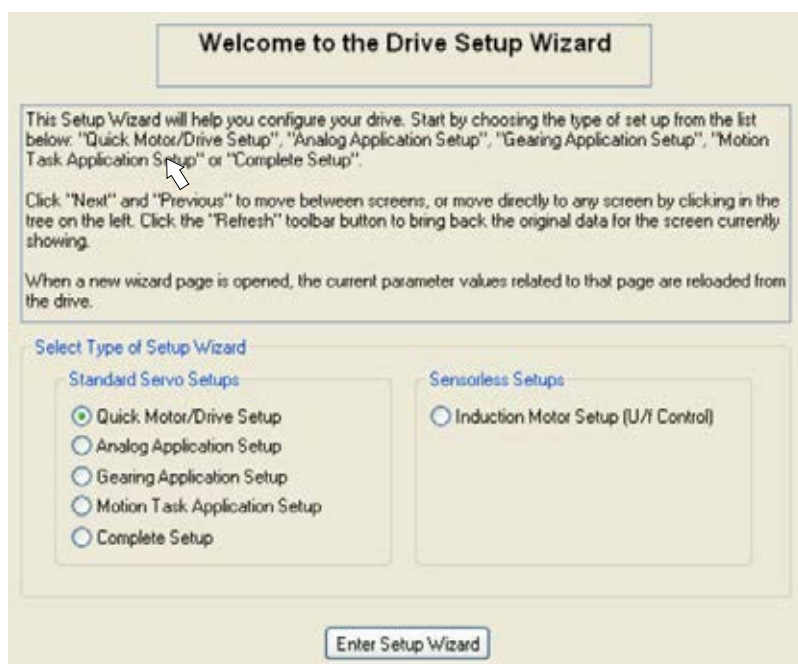 Welcome to the Drive Setup Wizard
This Setup Wizard will help you configure your drive. Start by choosing the type of set up from the list
below: "Quick Motor/Drive Setup", "Analog Application Setup", "Gearing Application Setup", "Motion
Task Application Setup" or "Complete Setup".
Click "Next" and "Previous" to move between screens, or move directly to any screen by clicking in the
tree on the left. Click the "Refresh" toolbar button to bring back the original data for the screen currently
showing.
When a new wizard page is opened, the current parameter values related to that page are reloaded from
the drive.
Select Type of Setup Wizard
Standard Servo Setups
Quick Motor/Drive Setup
Analog Application Setup
Gearing Application Setup
Motion Task Application Setup
Complete Setup
Sensorless Setups
Induction Motor Setup (U/f Control)
Enter Setup Wizard